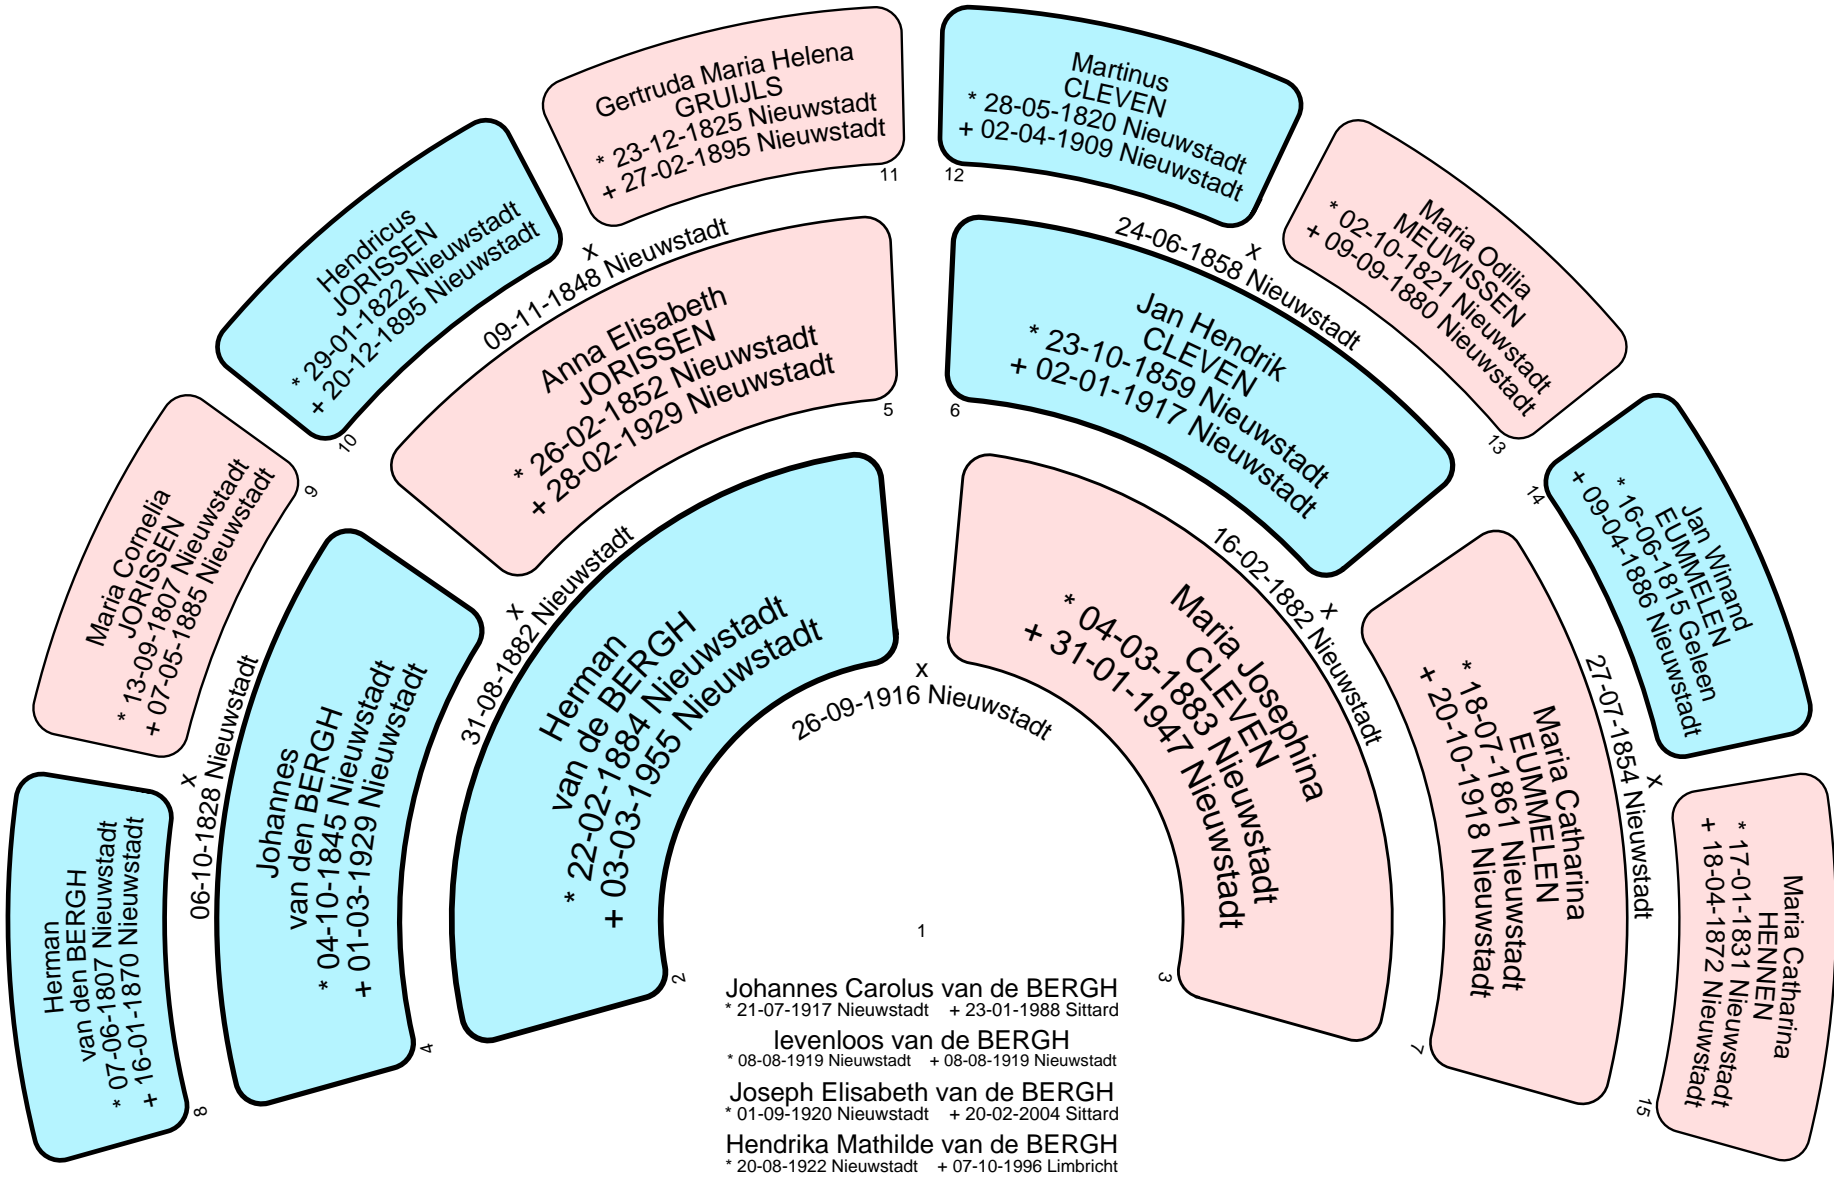 Gertruda Maria Helena
GRUIJLS
* 23-12-1825 Nieuwstadt
+ 27-02-1895 Nieuwstadt
11
Martinus
CLEVEN
* 28-05-1820 Nieuwstadt
+ 02-04-1909 Nieuwstadt
12
Hendricus
JORISSEN
* 29-01-1822 Nieuwstadt
+ 20-12-1895 Nieuwstadt
10
x
09-11-1848 Nieuwstadt
x
24-06-1858 Nieuwstadt
Maria Odilia
MEUWISSEN
* 02-10-1821 Nieuwstadt
+ 09-09-1880 Nieuwstadt
13
Anna Elisabeth
JORISSEN
* 26-02-1852 Nieuwstadt
+ 28-02-1929 Nieuwstadt
5
Jan Hendrik
CLEVEN
* 23-10-1859 Nieuwstadt
+ 02-01-1917 Nieuwstadt
6
Maria Cornelia
JORISSEN
* 13-09-1807 Nieuwstadt
+ 07-05-1885 Nieuwstadt
9
Jan Winand
EUMMELEN
* 16-06-1815 Geleen
+ 09-04-1886 Nieuwstadt
14
x
31-08-1882 Nieuwstadt
x
16-02-1882 Nieuwstadt
Herman
van de BERGH
* 22-02-1884 Nieuwstadt
+ 03-03-1955 Nieuwstadt
2
x
26-09-1916 Nieuwstadt
Maria Josephina
CLEVEN
* 04-03-1883 Nieuwstadt
+ 31-01-1947 Nieuwstadt
3
x
06-10-1828 Nieuwstadt
Johannes
van den BERGH
* 04-10-1845 Nieuwstadt
+ 01-03-1929 Nieuwstadt
4
Maria Catharina
EUMMELEN
* 18-07-1861 Nieuwstadt
+ 20-10-1918 Nieuwstadt
7
x
27-07-1854 Nieuwstadt
Herman
van den BERGH
* 07-06-1807 Nieuwstadt
+ 16-01-1870 Nieuwstadt
8
Maria Catharina
HENNEN
* 17-01-1831 Nieuwstadt
+ 18-04-1872 Nieuwstadt
15
1
Johannes Carolus van de BERGH
* 21-07-1917 Nieuwstadt + 23-01-1988 Sittard
levenloos van de BERGH
* 08-08-1919 Nieuwstadt + 08-08-1919 Nieuwstadt
Joseph Elisabeth van de BERGH
* 01-09-1920 Nieuwstadt + 20-02-2004 Sittard
Hendrika Mathilde van de BERGH
* 20-08-1922 Nieuwstadt + 07-10-1996 Limbricht